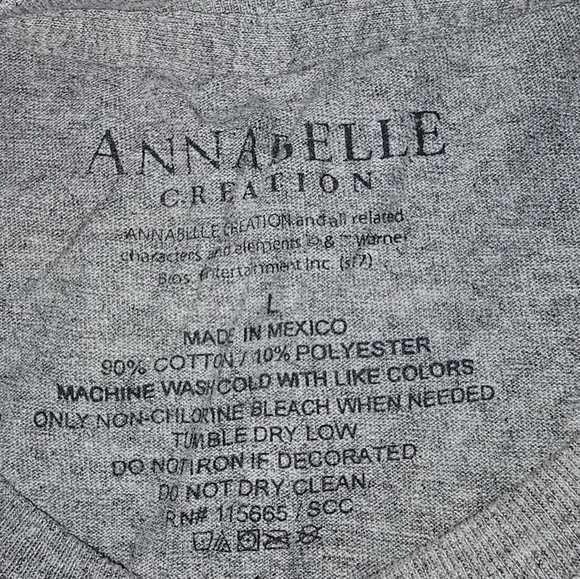 ANNABELLE
CREATION
ANNABELLE CREATION and all related
characters and elements © & ™ Warner
Bros. Entertainment Inc. (s17)
L
MADE IN MEXICO
90% COTTON / 10% POLYESTER
MACHINE WASH COLD WITH LIKE COLORS
ONLY NON-CHLORINE BLEACH WHEN NEEDED
TUMBLE DRY LOW
DO NOT IRON IF DECORATED
DO NOT DRY CLEAN
RN# 115665 / SCC